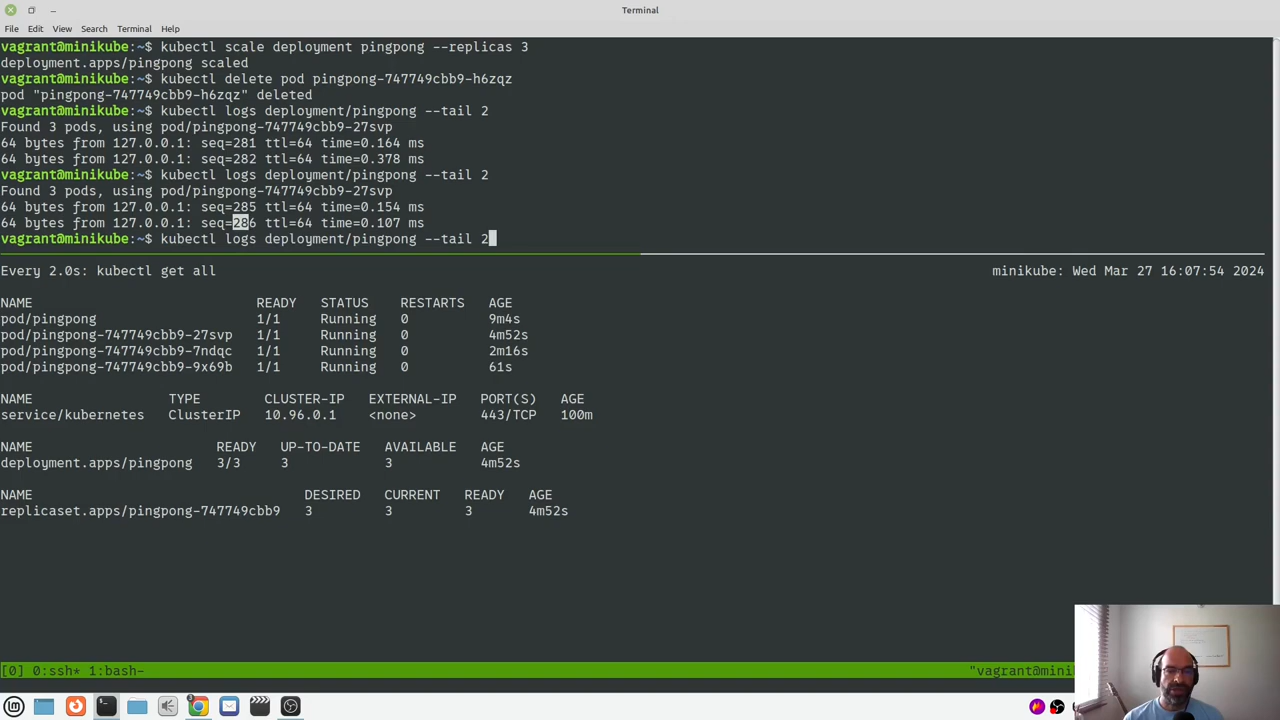 Terminal
File Edit View Search Terminal Help
vagrant@minikube:~$ kubectl scale deployment pingpong --replicas 3
deployment.apps/pingpong scaled
vagrant@minikube:~$ kubectl delete pod pingpong-747749cbb9-h6zqz
pod "pingpong-747749cbb9-h6zqz" deleted
vagrant@minikube:~$ kubectl logs deployment/pingpong --tail 2
Found 3 pods, using pod/pingpong-747749cbb9-27svp
64 bytes from 127.0.0.1: seq=281 ttl=64 time=0.164 ms
64 bytes from 127.0.0.1: seq=282 ttl=64 time=0.378 ms
vagrant@minikube:~$ kubectl logs deployment/pingpong --tail 2
Found 3 pods, using pod/pingpong-747749cbb9-27svp
64 bytes from 127.0.0.1: seq=285 ttl=64 time=0.154 ms
64 bytes from 127.0.0.1: seq=286 ttl=64 time=0.107 ms
vagrant@minikube:~$ kubectl logs deployment/pingpong --tail 2
Every 2.0s: kubectl get all minikube: Wed Mar 27 16:07:54 2024
NAME READY STATUS RESTARTS AGE
pod/pingpong 1/1 Running 0 9m4s
pod/pingpong-747749cbb9-27svp 1/1 Running 0 4m52s
pod/pingpong-747749cbb9-7ndqc 1/1 Running 0 2m16s
pod/pingpong-747749cbb9-9x69b 1/1 Running 0 61s
NAME TYPE CLUSTER-IP EXTERNAL-IP PORT(S) AGE
service/kubernetes ClusterIP 10.96.0.1 <none> 443/TCP 100m
NAME READY UP-TO-DATE AVAILABLE AGE
deployment.apps/pingpong 3/3 3 3 4m52s
NAME DESIRED CURRENT READY AGE
replicaset.apps/pingpong-747749cbb9 3 3 3 4m52s
[0] 0:ssh* 1:bash- "vagrant@mini
3